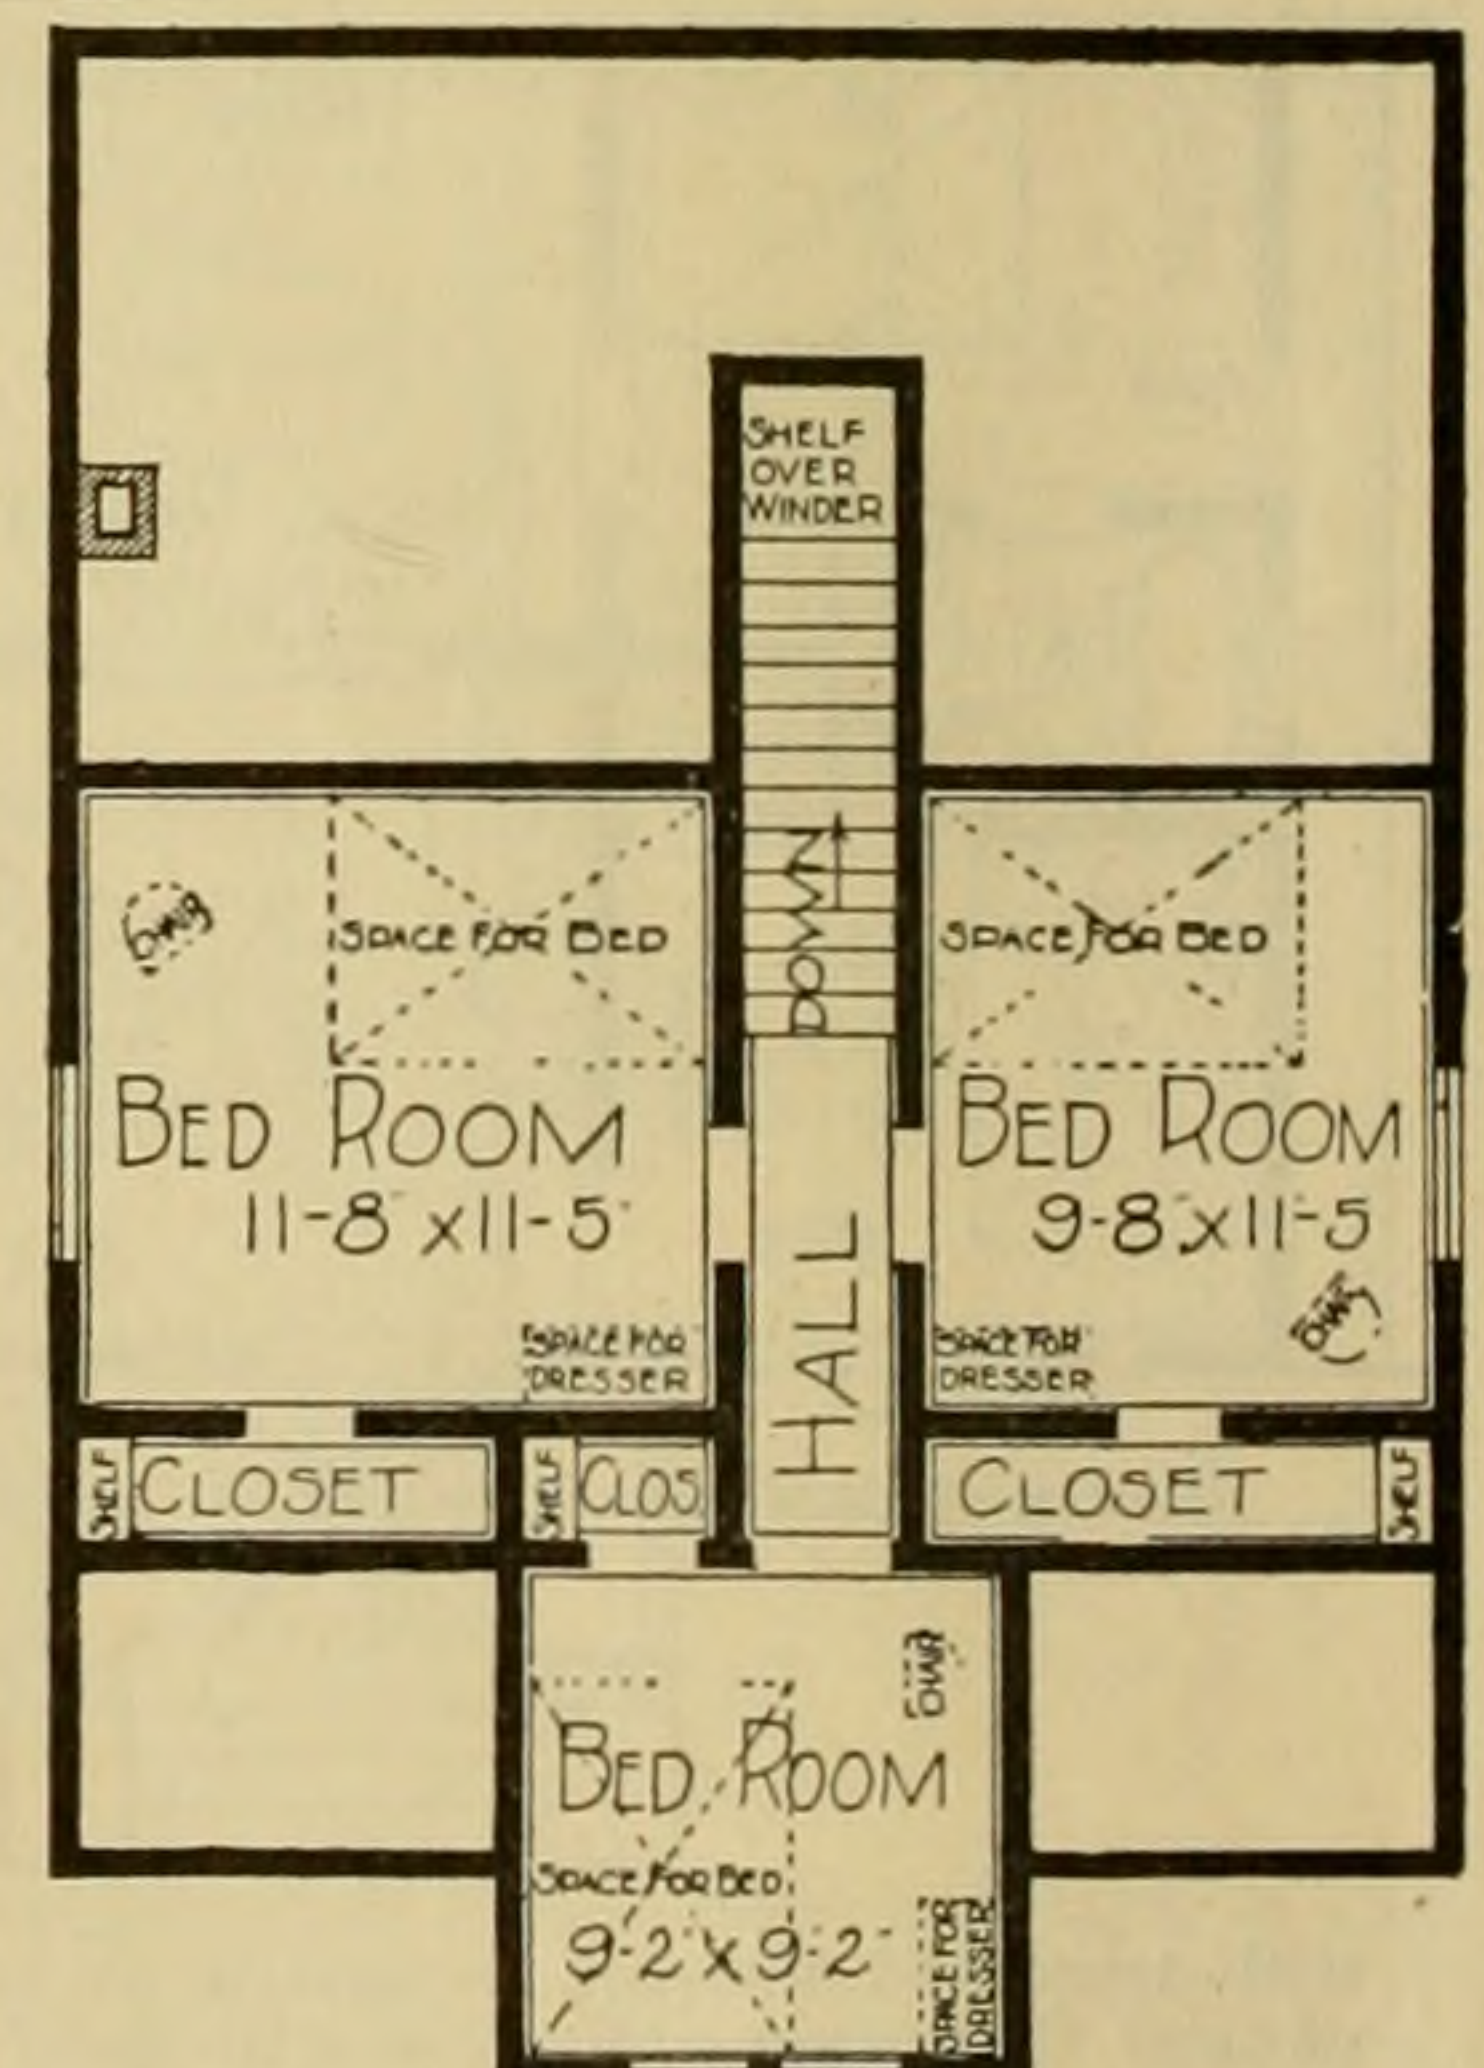 SHELF
OVER
WINDER
DOWN
CHAIR
SPACE FOR BED
BED ROOM
11-8" x 11-5"
SPACE FOR
DRESSER
SPACE FOR BED
BED ROOM
9-8" x 11-5
CHAIR
SPACE FOR
DRESSER
HALL
SHELF
CLOSET
SHELF
CLOS
CLOSET
SHELF
CHAIR
BED ROOM
SPACE FOR BED
9-2" x 9-2"
SPACE FOR
DRESSER